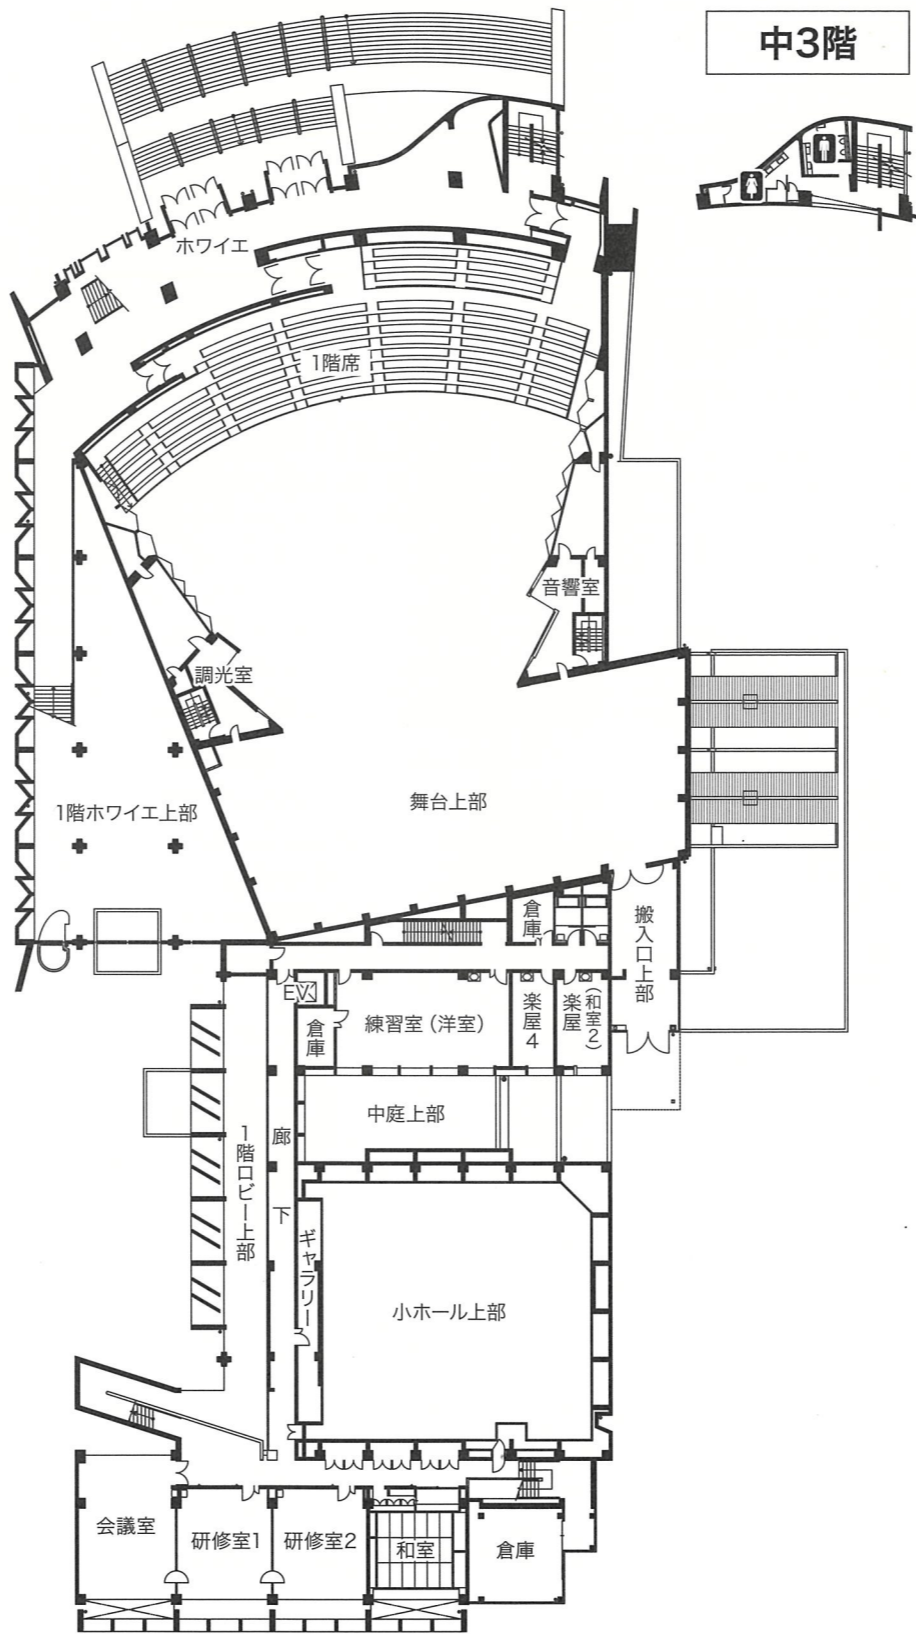 中3階
ホワイエ
1階席
音響室
調光室
1階ホワイエ上部
舞台上部
倉庫
搬入口上部
EV
倉庫
練習室（洋室）
楽屋4
楽屋（和室2）
中庭上部
1階ロビー上部
廊下
ギャラリー
小ホール上部
会議室
研修室1
研修室2
和室
倉庫